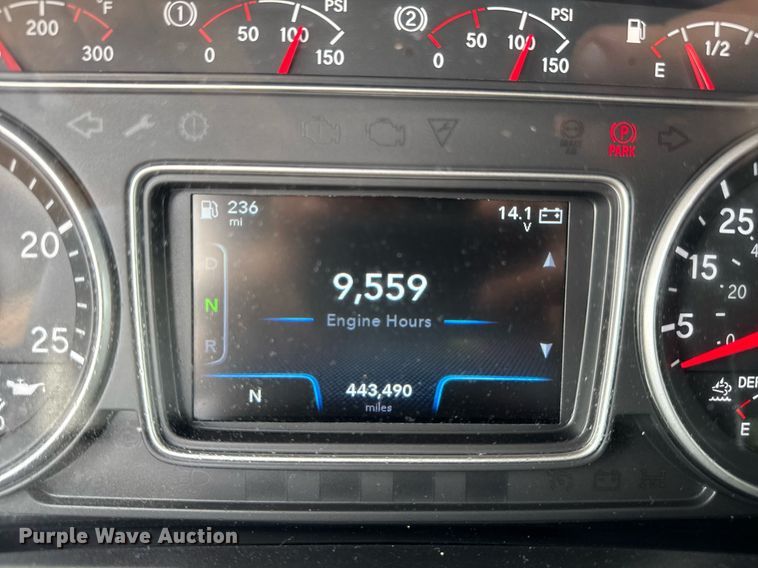 200 °F (1) 50 100 PSI (2) 50 100 PSI 1/2
300 0 150 0 150 E
PARK
236 mi 14.1 V
D
9,559
N
Engine Hours
R
N 443,490
miles
20
25
25
15
5
20
0
DEF
E
Purple Wave Auction®